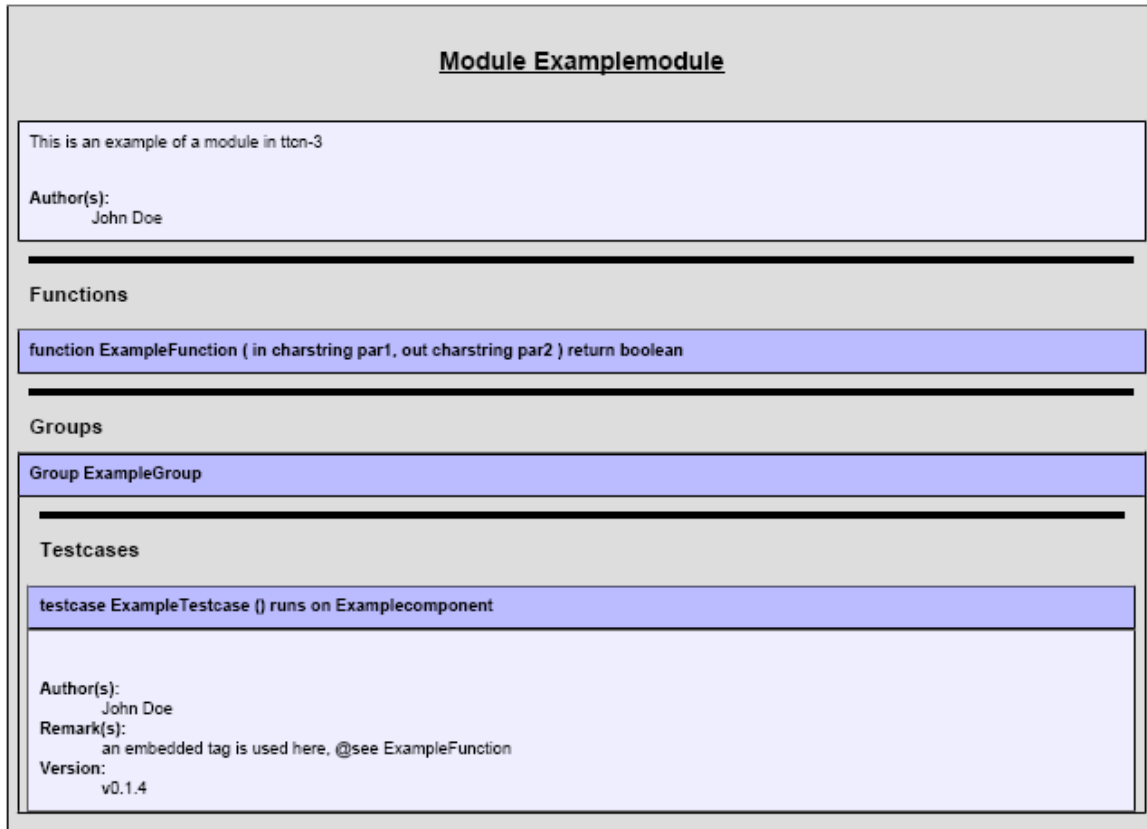 Module Examplemodule
This is an example of a module in ttcn-3
Author(s):
John Doe
Functions
function ExampleFunction ( in charstring par1, out charstring par2 ) return boolean
Groups
Group ExampleGroup
Testcases
testcase ExampleTestcase () runs on Examplecomponent
Author(s):
John Doe
Remark(s):
an embedded tag is used here, @see ExampleFunction
Version:
v0.1.4